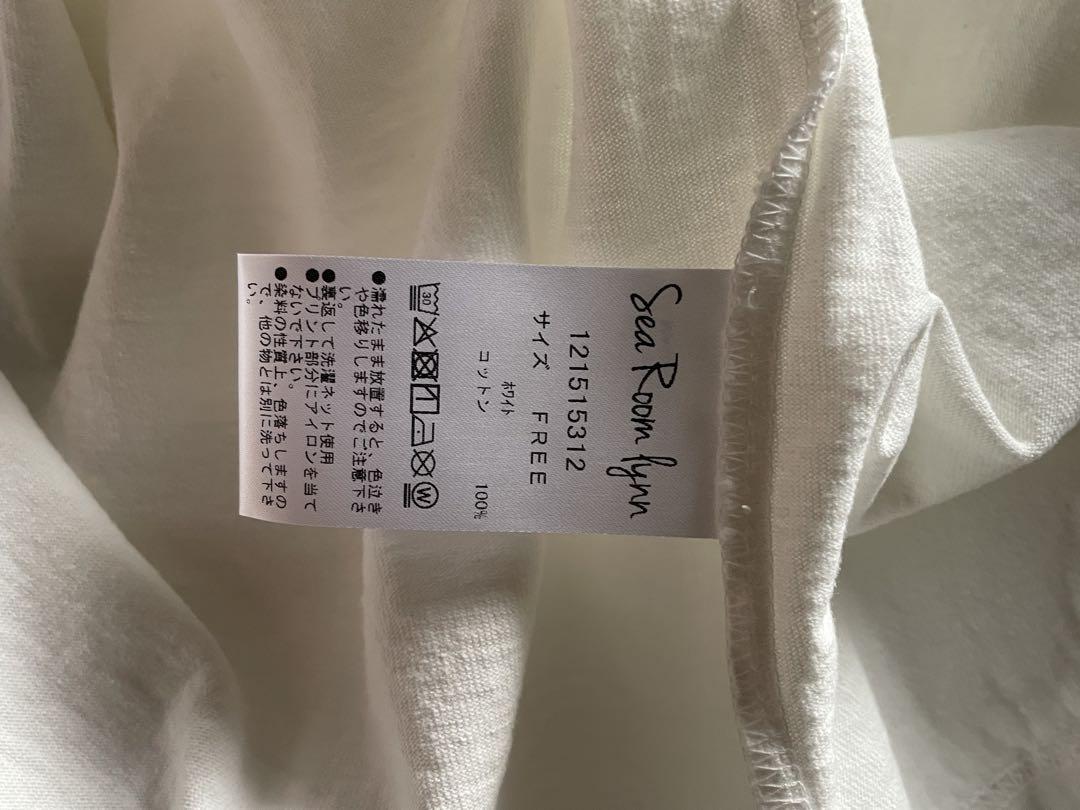 Sea Room lynn
121515312
サイズ FREE
ホワイト
コットン 100%
30
W
●濡れたまま放置すると、色泣き
や色移りしますのでご注意下さ
い。
●裏返して洗濯ネット使用
●プリント部分にアイロンを当て
ないで下さい。
●染料の性質上、色落ちしますの
で、他の物とは別に洗って下さ
い。